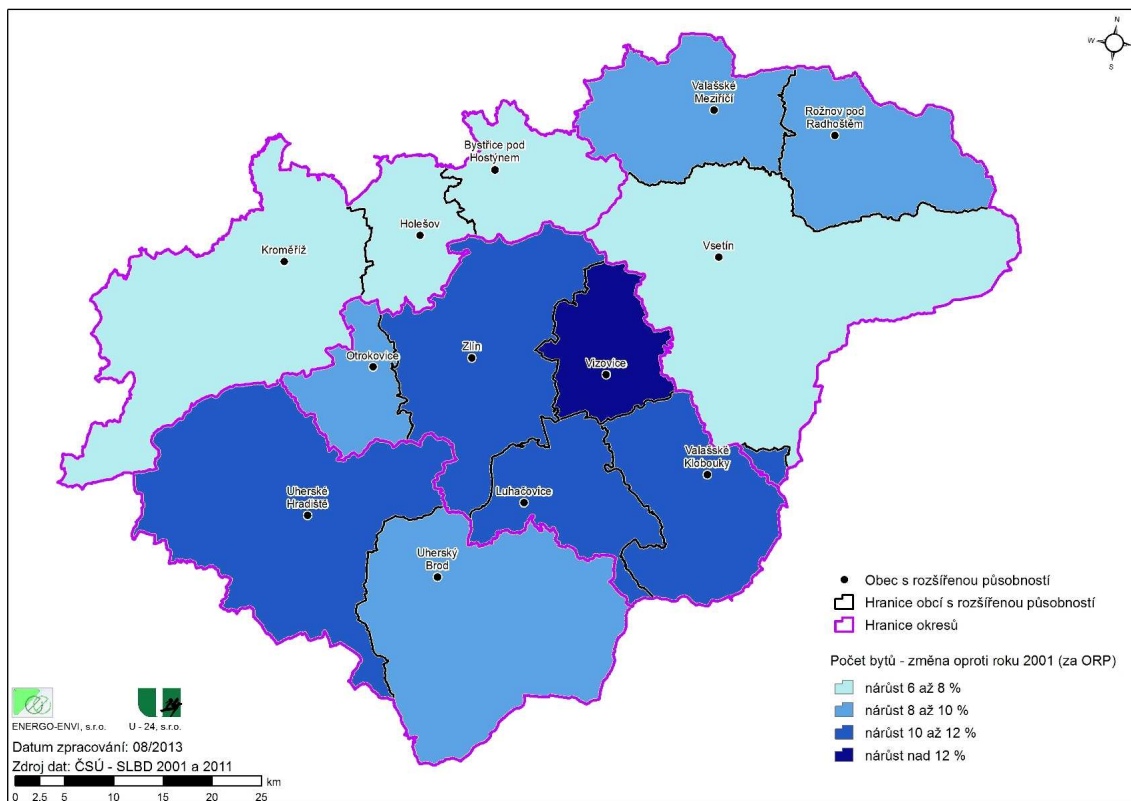 N
W
S
Valašské
Meziříčí
Rožnov pod
Radhoštěm
Bystřice pod
Hostýnem
Holešov
Kroměříž
Vsetín
Otrokovice
Zlín
Vizovice
Valašské
Klobouky
Luhačovice
Uherské
Hradiště
Uherský
Brod
Obec s rozšířenou působností
Hranice obcí s rozšířenou působností
Hranice okresů
Počet bytů - změna oproti roku 2001 (za ORP)
nárůst 6 až 8 %
nárůst 8 až 10 %
nárůst 10 až 12 %
nárůst nad 12 %
ENERGO-ENVI, s.r.o. U - 24, s.r.o.
Datum zpracování: 08/2013
Zdroj dat: ČSÚ - SLBD 2001 a 2011
km
0 2,5 5 10 15 20 25